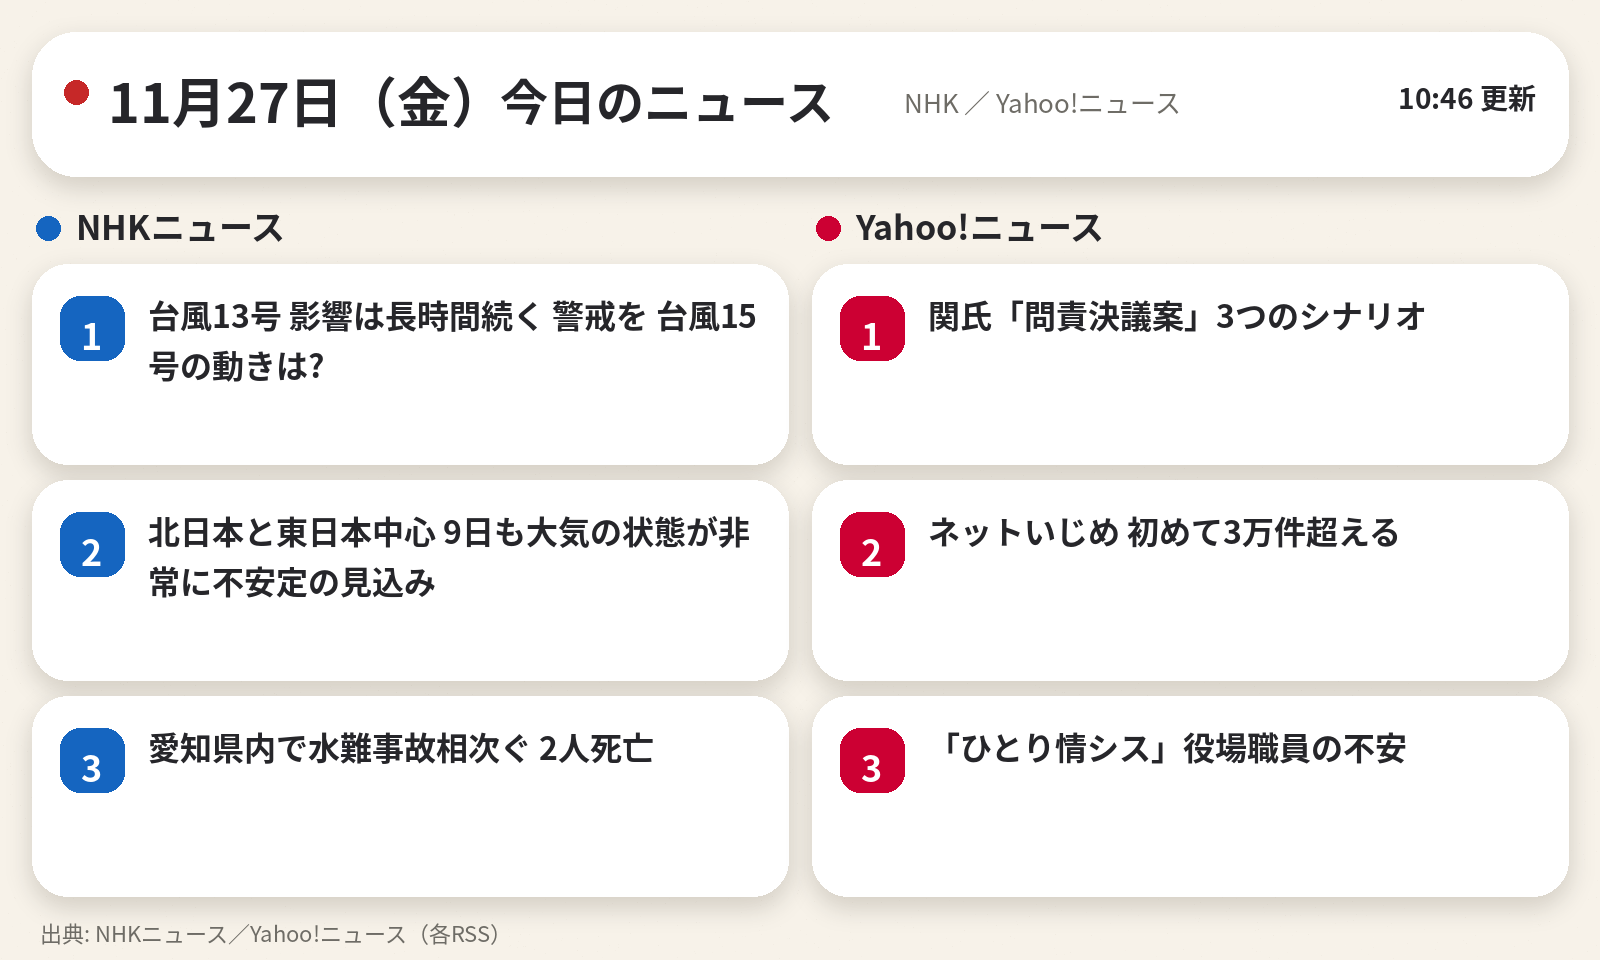 11月27日（金）今日のニュース
NHK ／ Yahoo!ニュース
10:46 更新
NHKニュース
1
台風13号 影響は長時間続く 警戒を 台風15
号の動きは?
2
北日本と東日本中心 9日も大気の状態が非
常に不安定の見込み
3
愛知県内で水難事故相次ぐ 2人死亡
Yahoo!ニュース
1
関氏「問責決議案」3つのシナリオ
2
ネットいじめ 初めて3万件超える
3
「ひとり情シス」役場職員の不安
出典: NHKニュース／Yahoo!ニュース（各RSS）